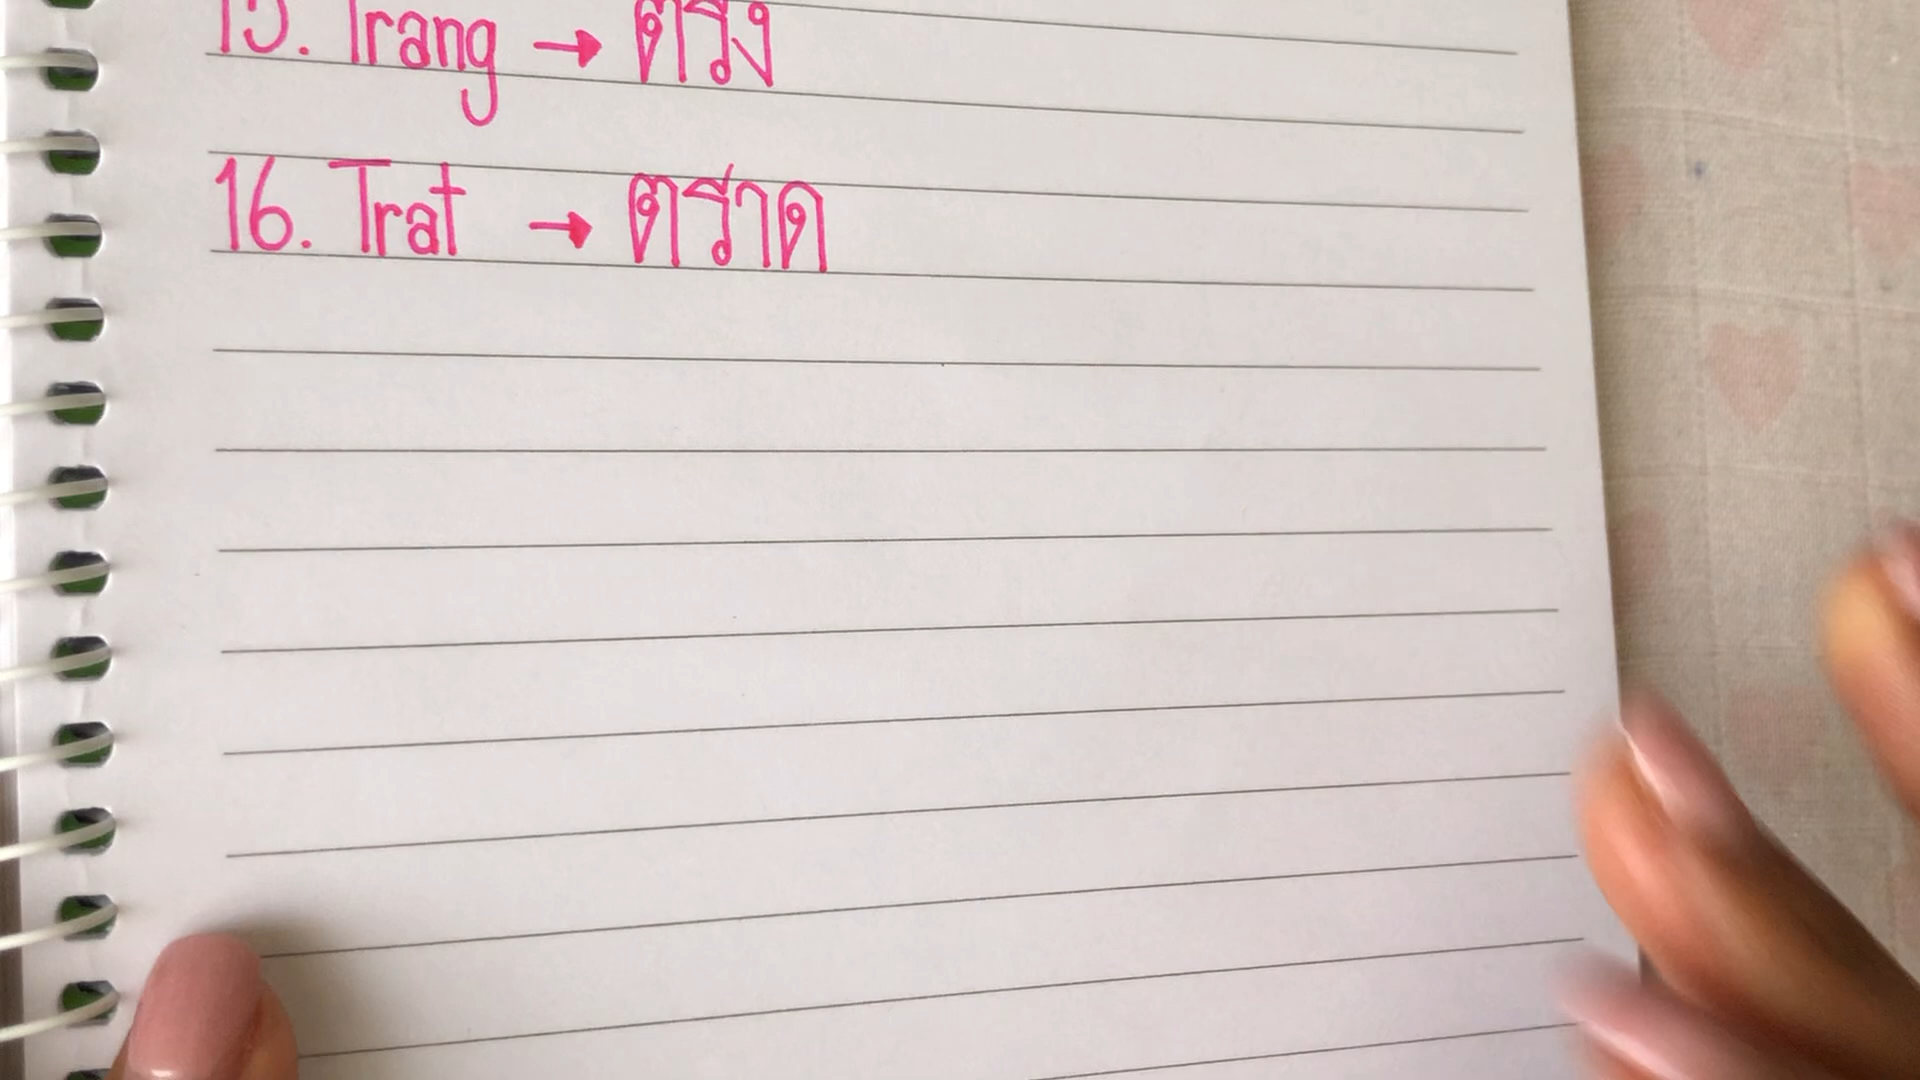 15. Trang → ตรัง
16. Trat → ตราด